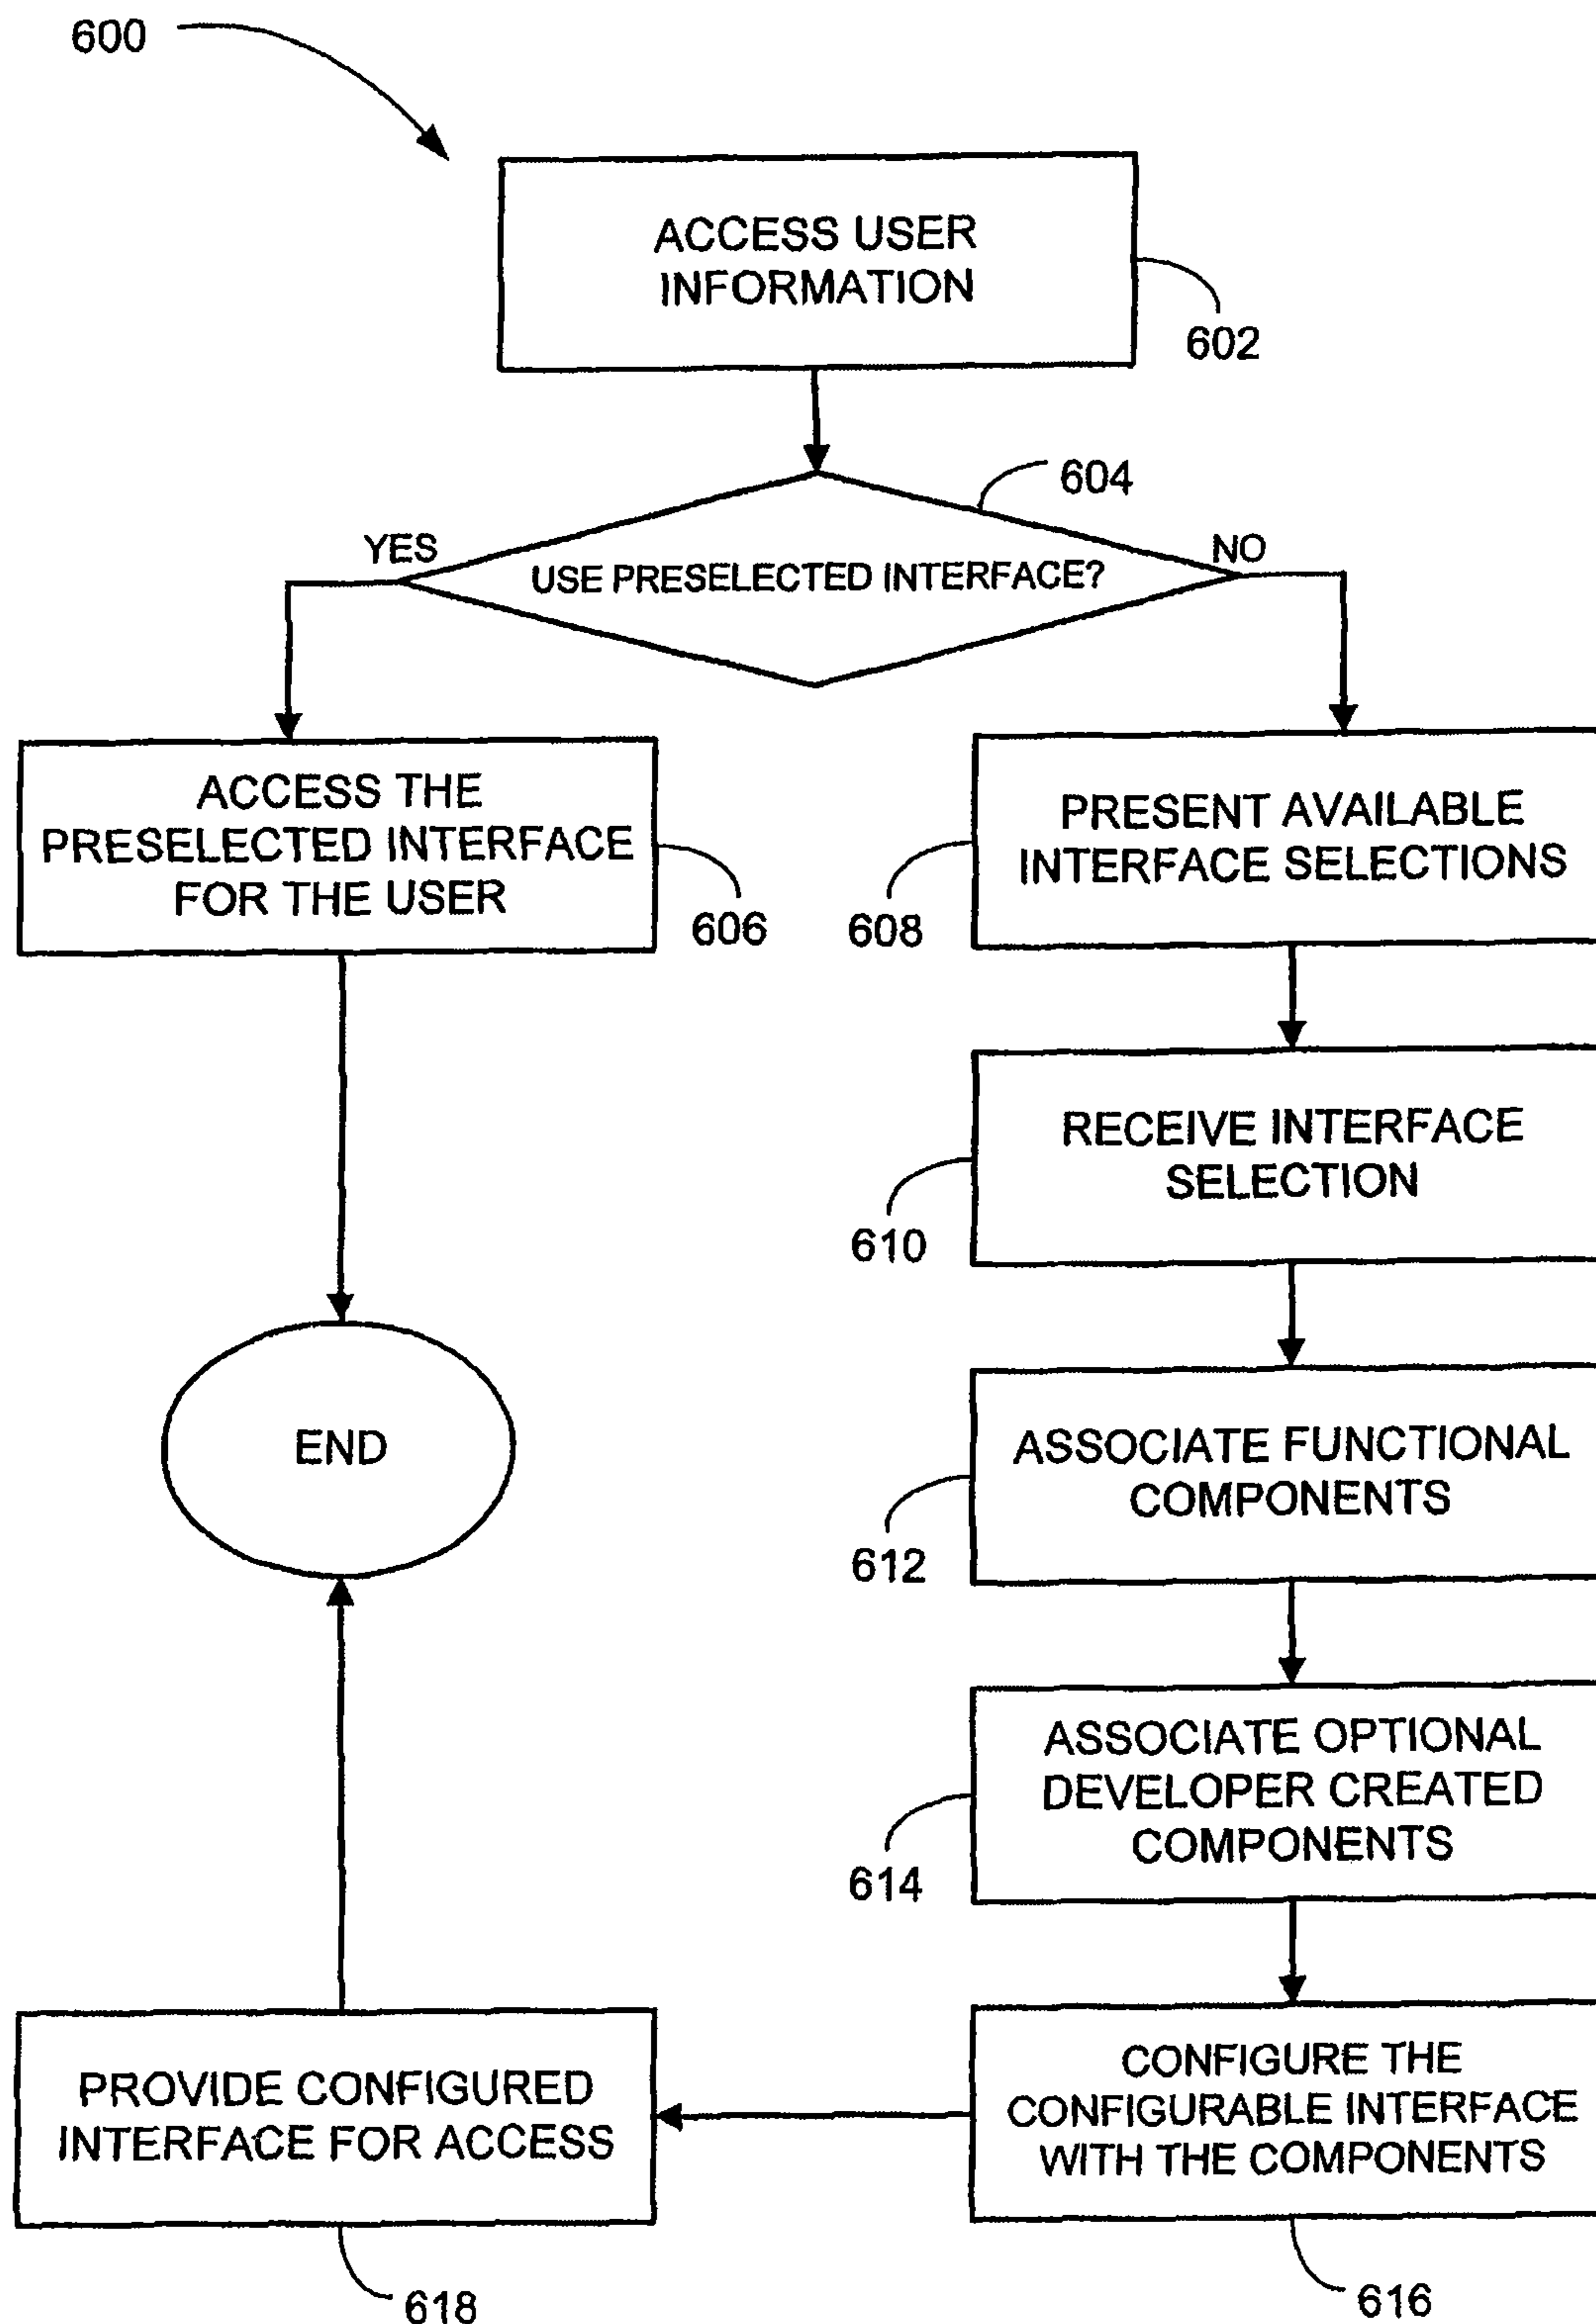 600
ACCESS USER
INFORMATION
602
604
YES
USE PRESELECTED INTERFACE?
NO
ACCESS THE
PRESELECTED INTERFACE
FOR THE USER
606
608
PRESENT AVAILABLE
INTERFACE SELECTIONS
RECEIVE INTERFACE
SELECTION
610
END
ASSOCIATE FUNCTIONAL
COMPONENTS
612
ASSOCIATE OPTIONAL
DEVELOPER CREATED
COMPONENTS
614
CONFIGURE THE
CONFIGURABLE INTERFACE
WITH THE COMPONENTS
616
PROVIDE CONFIGURED
INTERFACE FOR ACCESS
618